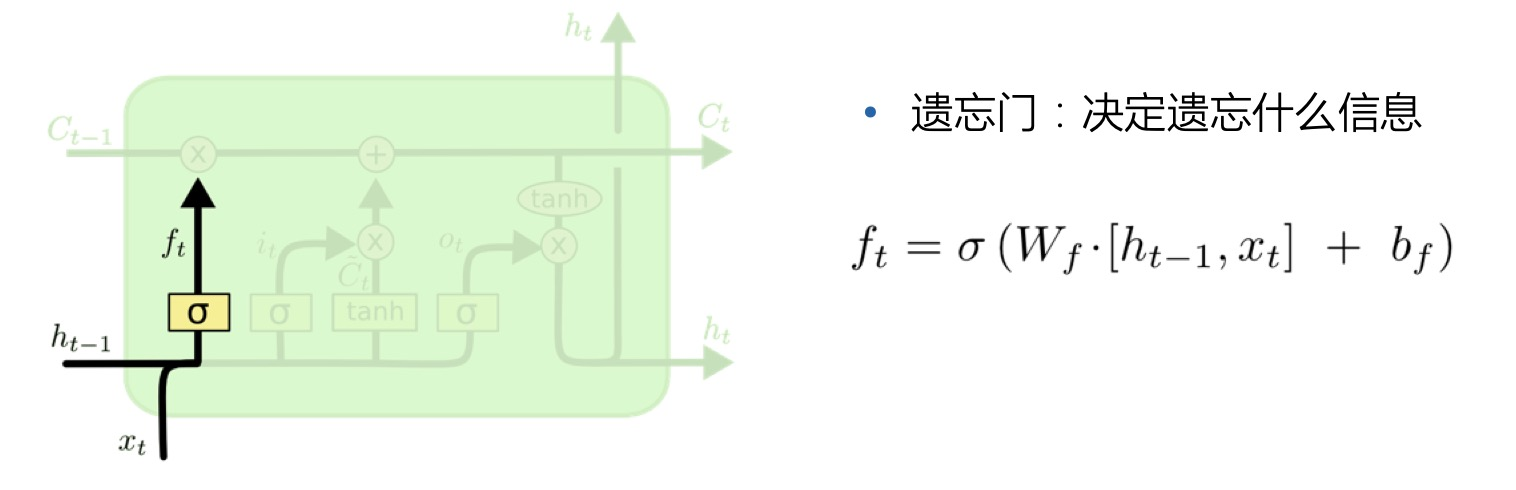 h_t
C_{t-1}
C_t
x
+
tanh
f_t
i_t
x
o_t
x
\tilde{C}_t
σ
σ
tanh
σ
h_{t-1}
h_t
x_t
• 遗忘门：决定遗忘什么信息
f_t = σ (W_f·[h_{t-1}, x_t] + b_f)